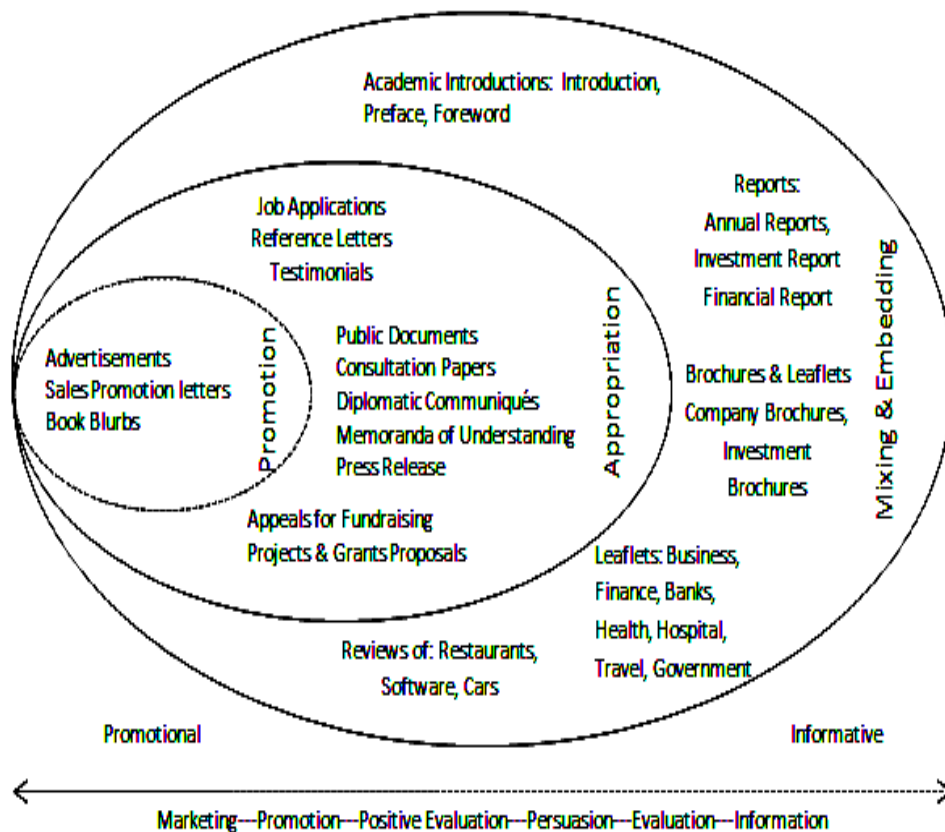 Academic Introductions: Introduction,
Preface, Foreword
Job Applications
Reference Letters
Testimonials
Reports:
Annual Reports,
Investment Report
Financial Report
Advertisements
Sales Promotion letters
Book Blurbs
Promotion
Public Documents
Consultation Papers
Diplomatic Communiqués
Memoranda of Understanding
Press Release
Appropriation
Brochures & Leaflets
Company Brochures,
Investment
Brochures
Mixing & Embedding
Appeals for Fundraising
Projects & Grants Proposals
Leaflets: Business,
Finance, Banks,
Health, Hospital,
Travel, Government
Reviews of: Restaurants,
Software, Cars
Promotional
Informative
Marketing---Promotion---Positive Evaluation---Persuasion---Evaluation---Information